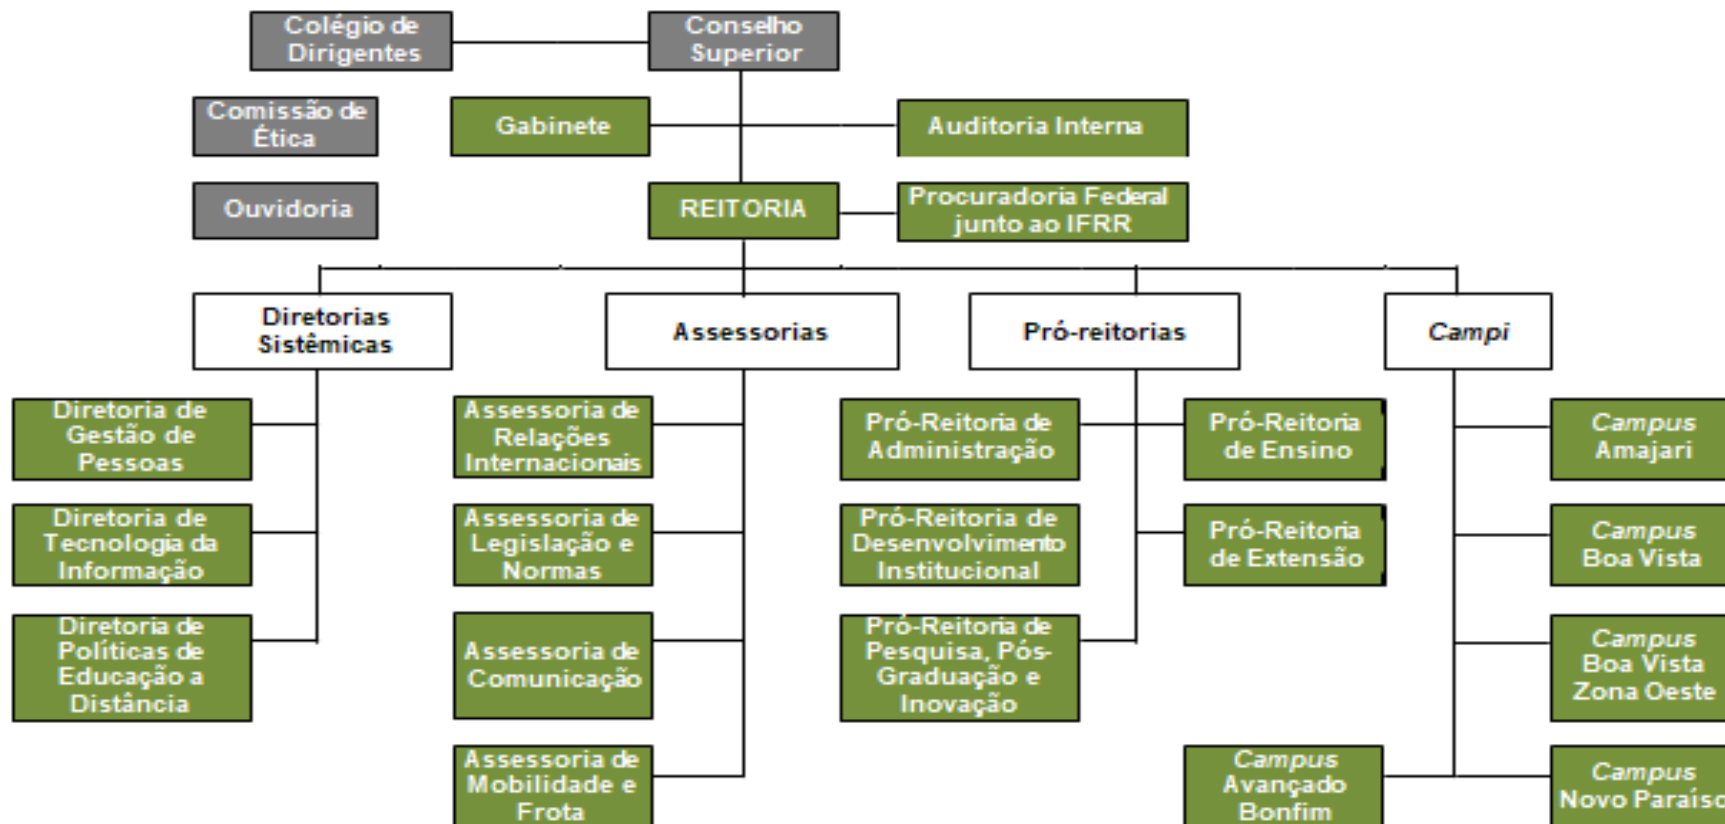 Colégio de
Dirigentes
Conselho
Superior
Comissão de
Ética
Gabinete
Auditoria Interna
Ouvidoria
REITORIA
Procuradoria Federal
junto ao IFRR
Diretorias
Sistêmicas
Assessorias
Pró-reitorias
Campi
Diretoria de
Gestão de
Pessoas
Assessoria de
Relações
Internacionais
Pró-Reitoria de
Administração
Pró-Reitoria
de Ensino
Campus
Amajari
Diretoria de
Tecnologia da
Informação
Assessoria de
Legislação e
Normas
Pró-Reitoria de
Desenvolvimento
Institucional
Pró-Reitoria
de Extensão
Campus
Boa Vista
Diretoria de
Políticas de
Educação a
Distância
Assessoria de
Comunicação
Pró-Reitoria de
Pesquisa, Pós-
Graduação e
Inovação
Campus
Boa Vista
Zona Oeste
Assessoria de
Mobilidade e
Frota
Campus
Avançado
Bonfim
Campus
Novo Paraíso